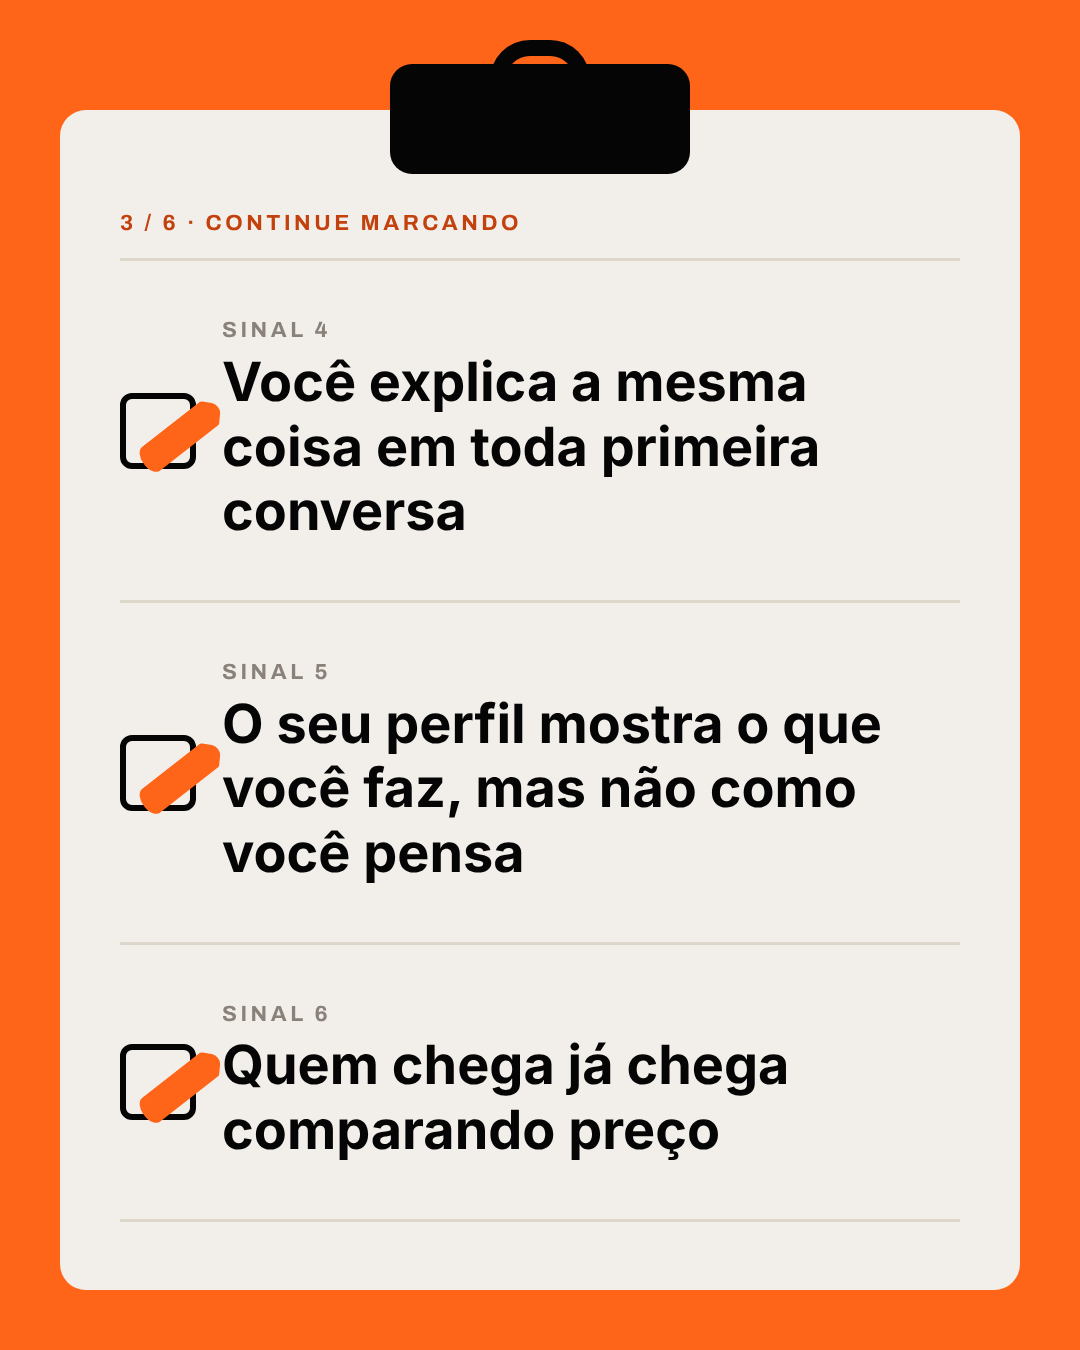 3 / 6 · CONTINUE MARCANDO
SINAL 4
Você explica a mesma
coisa em toda primeira
conversa
SINAL 5
O seu perfil mostra o que
você faz, mas não como
você pensa
SINAL 6
Quem chega já chega
comparando preço